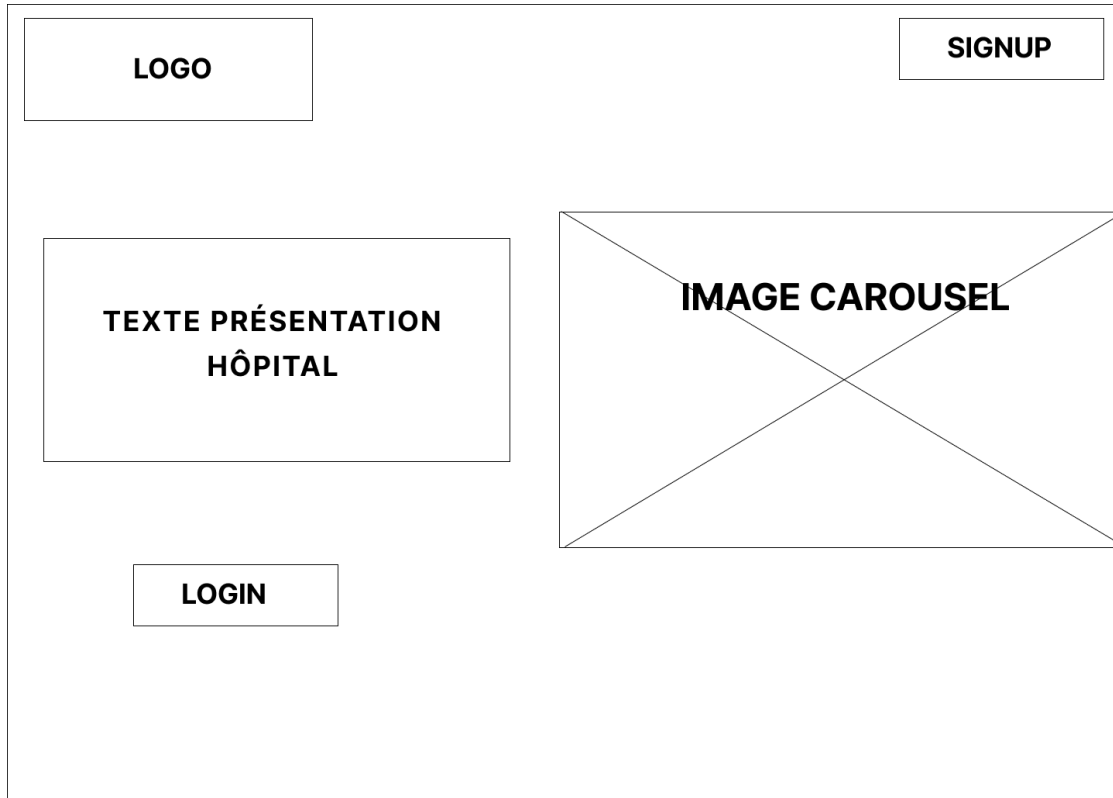 LOGO
SIGNUP
TEXTE PRÉSENTATION
HÔPITAL
IMAGE CAROUSEL
LOGIN